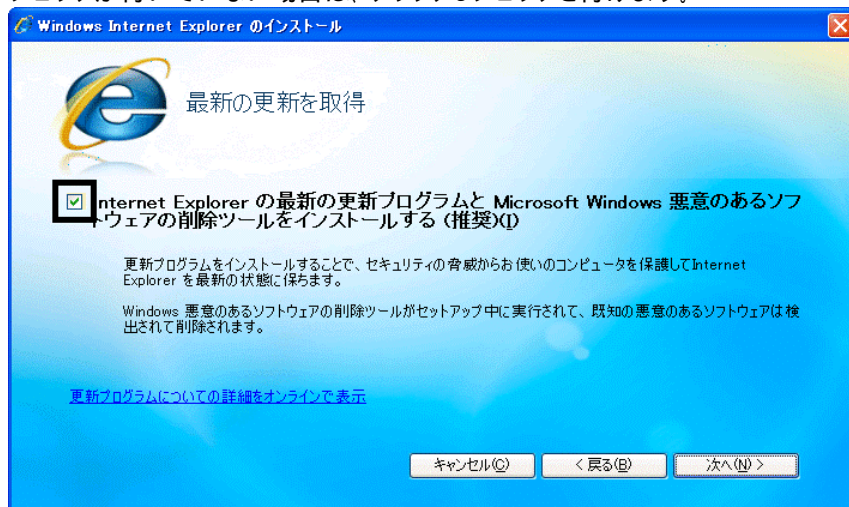 Windows Internet Explorer のインストール
最新の更新を取得
nternet Explorer の最新の更新プログラムと Microsoft Windows 悪意のあるソフ
トウェアの削除ツールをインストールする (推奨)(I)
更新プログラムをインストールすることで、セキュリティの脅威からお使いのコンピュータを保護してInternet
Explorer を最新の状態に保ちます。
Windows 悪意のあるソフトウェアの削除ツールがセットアップ中に実行されて、既知の悪意のあるソフトウェアは検
出されて削除されます。
更新プログラムについての詳細をオンラインで表示
キャンセル(C)
< 戻る(B)
次へ(N) >